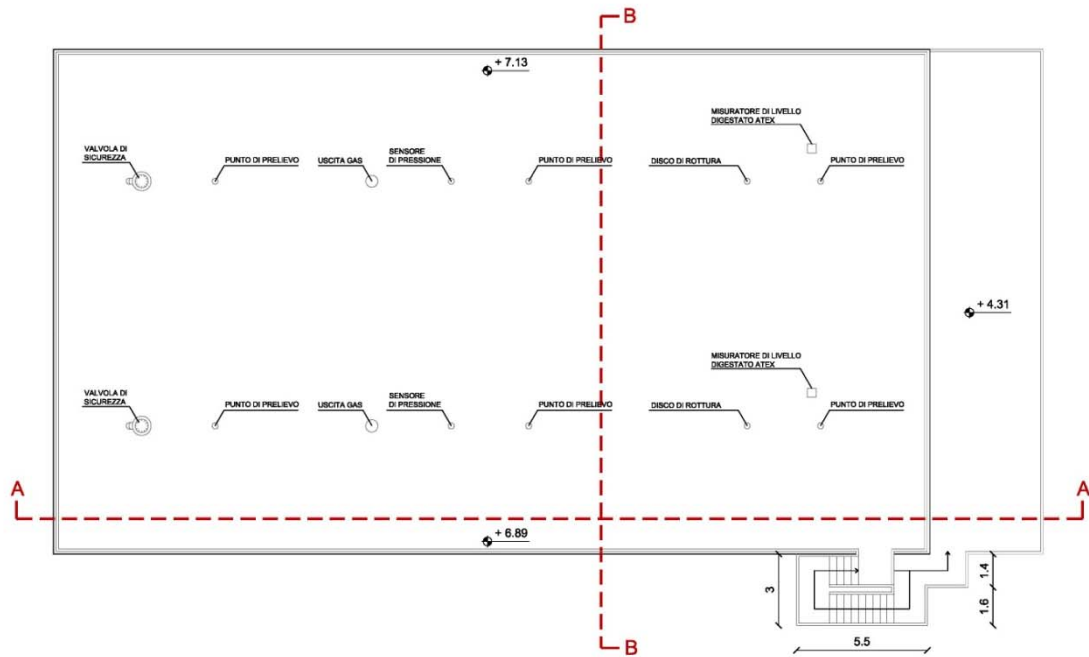 B
+ 7.13
MISURATORE DI LIVELLO
DIGESTATO ATEX
VALVOLA DI
SICUREZZA
PUNTO DI PRELIEVO
USCITA GAS
SENSORE
DI PRESSIONE
PUNTO DI PRELIEVO
DISCO DI ROTTURA
PUNTO DI PRELIEVO
+ 4.31
MISURATORE DI LIVELLO
DIGESTATO ATEX
VALVOLA DI
SICUREZZA
PUNTO DI PRELIEVO
USCITA GAS
SENSORE
DI PRESSIONE
PUNTO DI PRELIEVO
DISCO DI ROTTURA
PUNTO DI PRELIEVO
A
A
+ 6.89
3
1.4
1.6
5.5
B